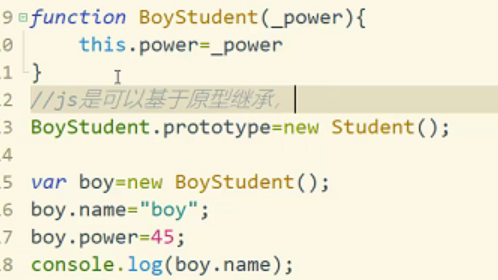 9 function BoyStudent(_power){
0 this.power=_power
1 }
2 //js是可以基于原型继承，
3 BoyStudent.prototype=new Student();
4
5 var boy=new BoyStudent();
6 boy.name="boy";
7 boy.power=45;
8 console.log(boy.name);